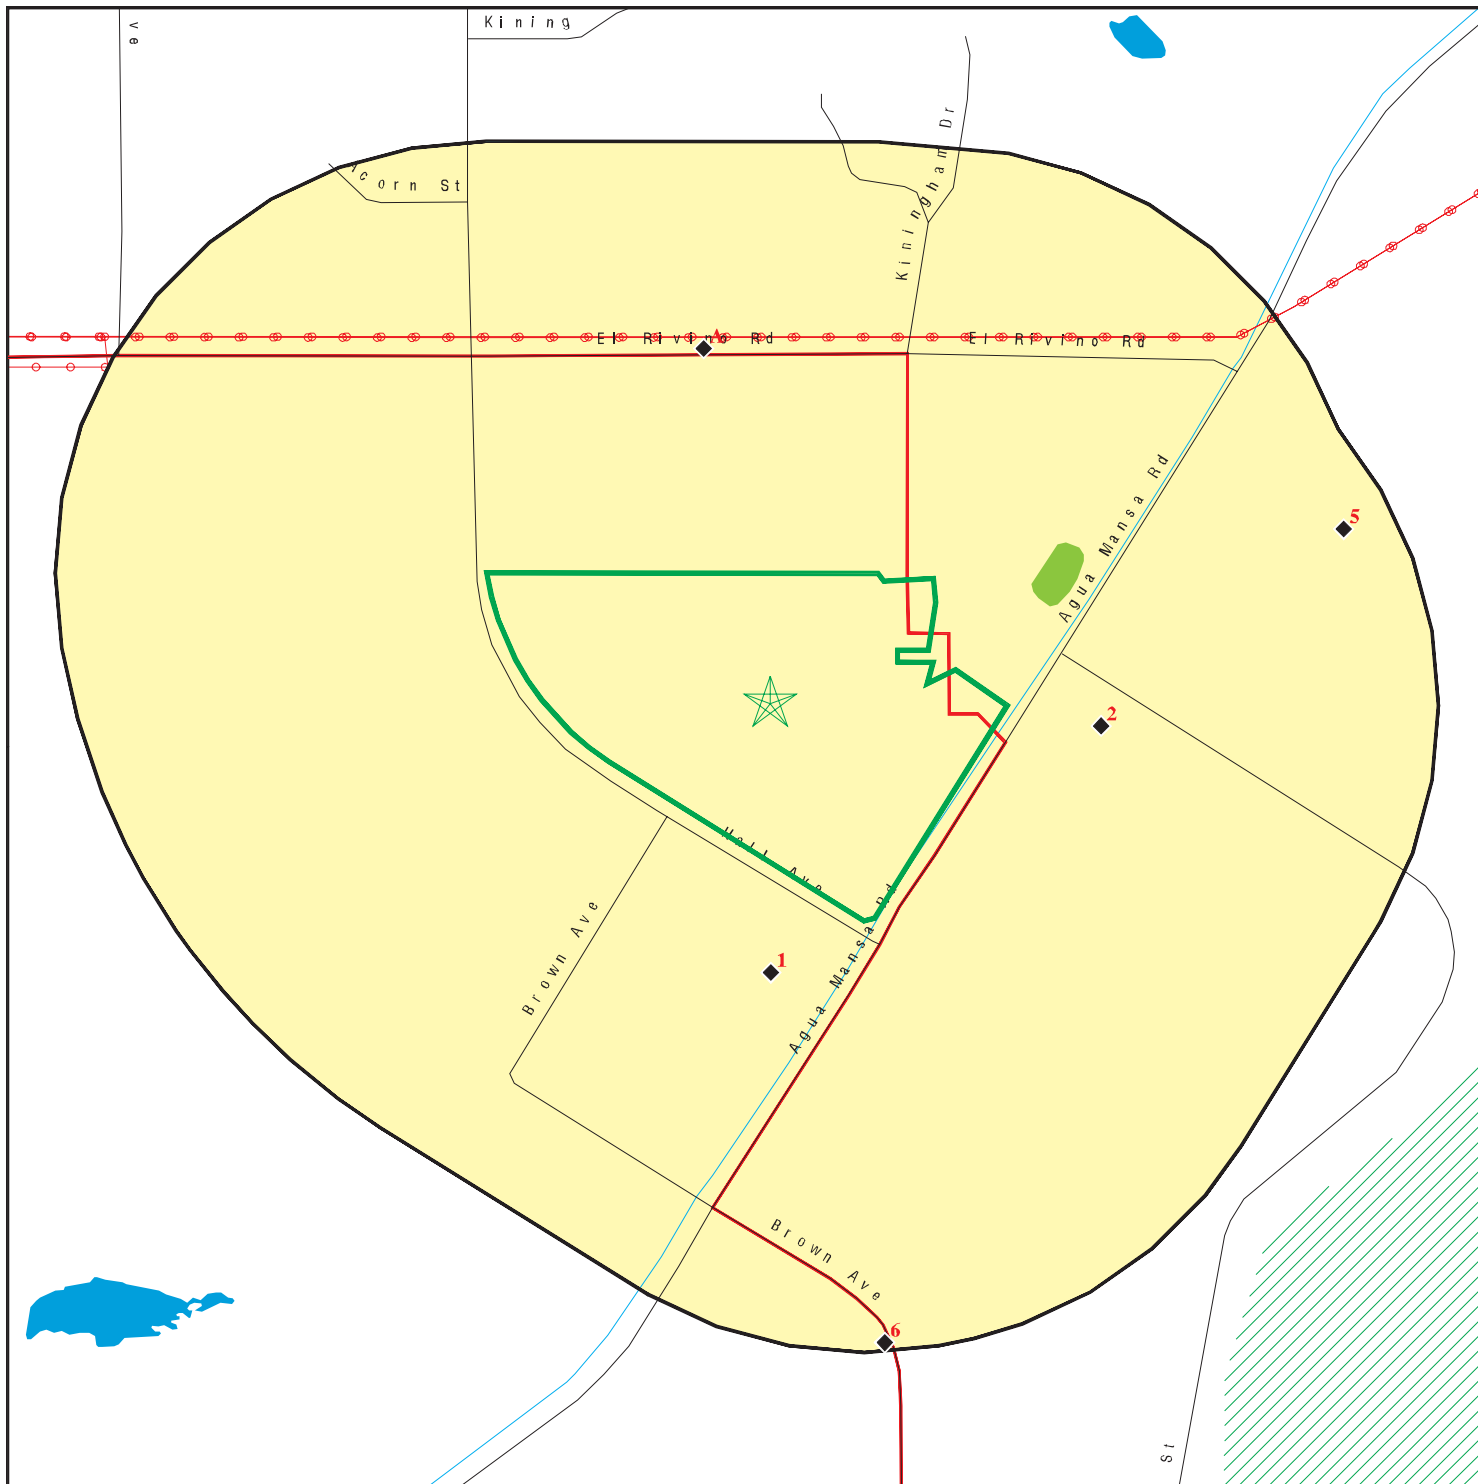 ve
Kining
Acorn St
Kiningham Dr
A
El Rivino Rd
El Rivino Rd
Agua Mansa Rd
5
2
Hall Ave
Brown Ave
Agua Mansa Rd
1
Brown Ave
6
St